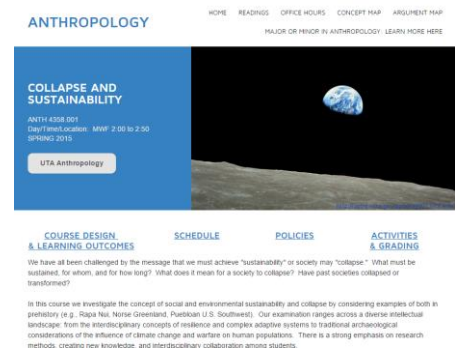 ANTHROPOLOGY
HOME READINGS OFFICE HOURS CONCEPT MAP ARGUMENT MAP
MAJOR OR MINOR IN ANTHROPOLOGY: LEARN MORE HERE
COLLAPSE AND
SUSTAINABILITY
ANTH 4358.001
Day/Time/Location: MWF 2:00 to 2:50
SPRING 2015
UTA Anthropology
COURSE DESIGN
& LEARNING OUTCOMES
SCHEDULE
POLICIES
ACTIVITIES
& GRADING
We have all been challenged by the message that we must achieve "sustainability" or society may "collapse." What must be
sustained, for whom, and for how long? What does it mean for a society to collapse? Have past societies collapsed or
transformed?
In this course we investigate the concept of social and environmental sustainability and collapse by considering examples of both in
prehistory (e.g., Rapa Nui, Norse Greenland, Puebloan U.S. Southwest). Our examination ranges across a diverse intellectual
landscape: from the interdisciplinary concepts of resilience and complex adaptive systems to traditional archaeological
considerations of the influence of climate change and warfare on human populations. There is a strong emphasis on research
methods, creating new knowledge, and interdisciplinary collaboration among students.